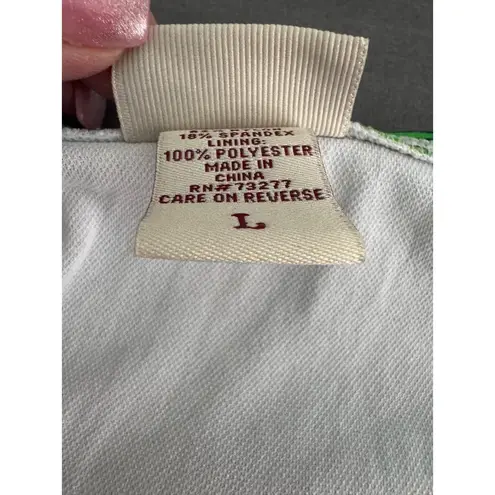 18% SPANDEX
LINING:
100% POLYESTER
MADE IN
CHINA
RN# 73277
CARE ON REVERSE
L